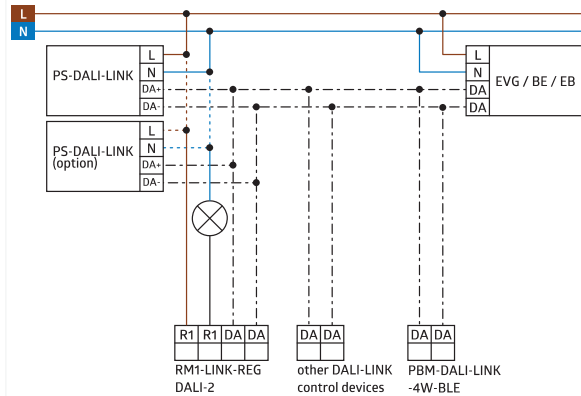 L
N
PS-DALI-LINK
L
N
DA+
DA-
L
N
DA
DA
EVG / BE / EB
PS-DALI-LINK
(option)
L
N
DA+
DA-
R1 R1 DA DA
DA DA
DA DA
RM1-LINK-REG
DALI-2
other DALI-LINK
control devices
PBM-DALI-LINK
-4W-BLE